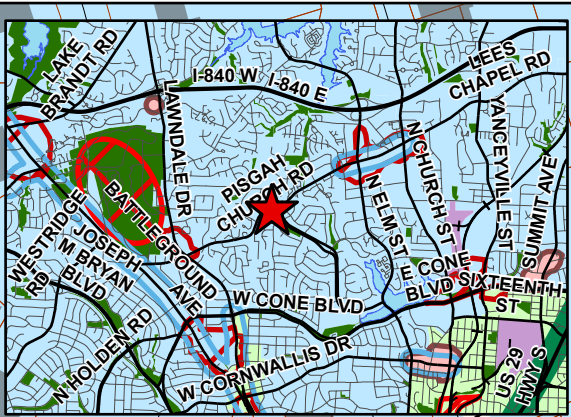 LAKE
BRANDT RD
I-840 W
I-840 E
LEES
CHAPEL RD
LAWNDALE DR
PISGAH
CHURCH RD
N ELM ST
N CHURCH ST
YANCEYVILLE ST
SUMMIT AVE
WESTRIDGE
RD
BATTLEGROUND
AVE
JOSEPH
M BRYAN
BLVD
W CONE BLVD
E CONE
BLVD
SIXTEENTH
ST
N HOLDEN RD
W CORNWALLIS DR
US 29
HWY S